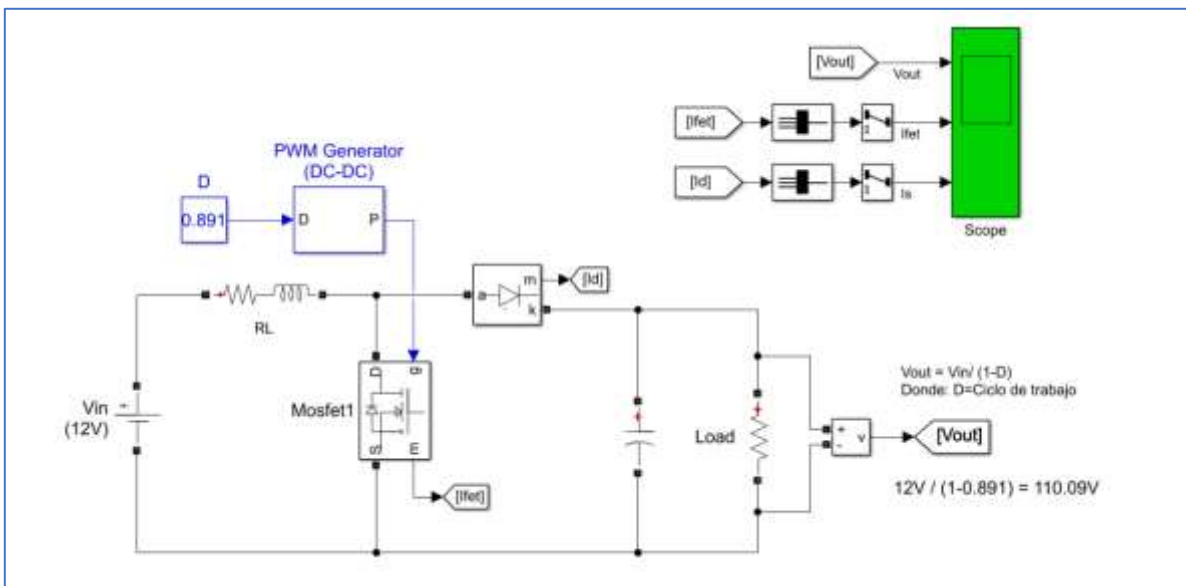 [Vout]
Vout
[Ifet]
Ifet
[Id]
Is
Scope
PWM Generator
(DC-DC)
D
0.891
D
P
RL
a
m
k
[Id]
D
g
Mosfet1
S
m
[Ifet]
Vin
(12V)
+
Load
+
-
v
[Vout]
Vout = Vin/ (1-D)
Donde: D=Ciclo de trabajo
12V / (1-0.891) = 110.09V